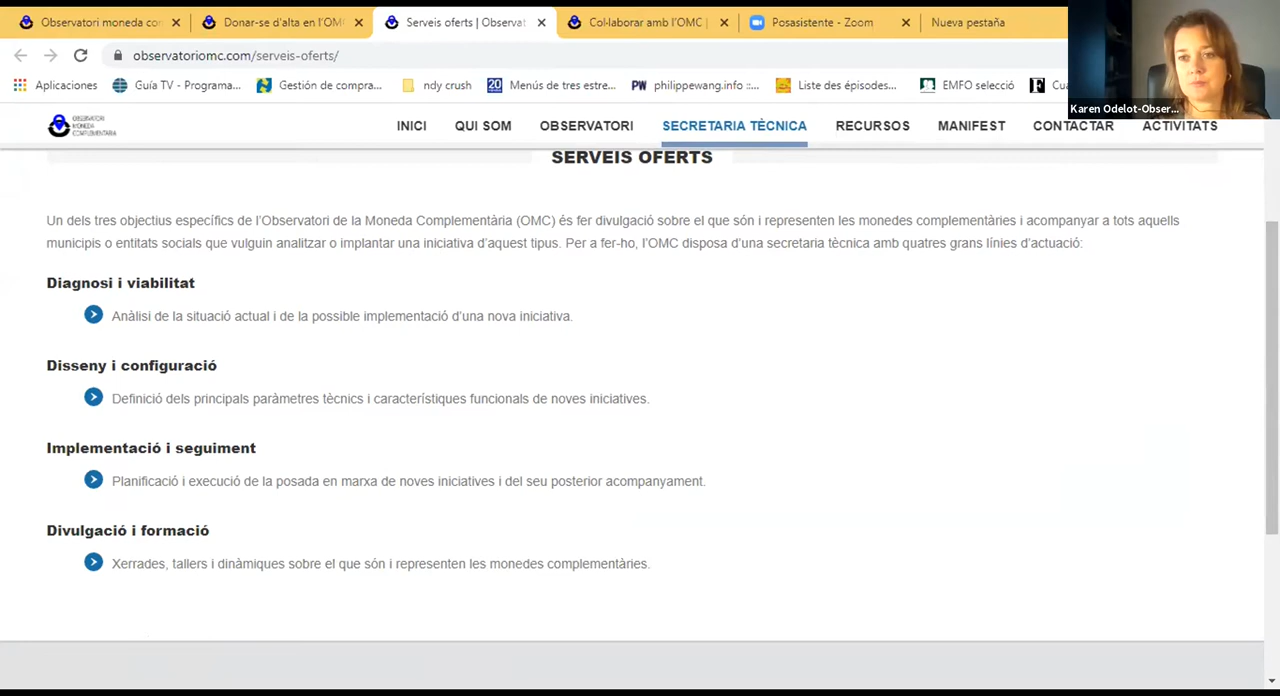 Observatori moneda co
Donar-se d'alta en l'OM
Serveis oferts | Observat
Col·laborar amb l'OMC |
Posasistente - Zoom
Nueva pestaña
observatoriomc.com/serveis-oferts/
Aplicaciones
Guía TV - Programa...
Gestión de compra...
ndy crush
20
Menús de tres estre...
PW
philippewang.info ::...
Liste des épisodes...
EMFO selecció
F
Cu
Karen Odelot-Obser...
OBSERVATORI
MONEDA
COMPLEMENTÀRIA
INICI
QUI SOM
OBSERVATORI
SECRETARIA TÈCNICA
RECURSOS
MANIFEST
CONTACTAR
ACTIVITATS
SERVEIS OFERTS
Un dels tres objectius específics de l'Observatori de la Moneda Complementària (OMC) és fer divulgació sobre el que són i representen les monedes complementàries i acompanyar a tots aquells
municipis o entitats socials que vulguin analitzar o implantar una iniciativa d'aquest tipus. Per a fer-ho, l'OMC disposa d'una secretaria tècnica amb quatres grans línies d'actuació:
Diagnosi i viabilitat
Anàlisi de la situació actual i de la possible implementació d'una nova iniciativa.
Disseny i configuració
Definició dels principals paràmetres tècnics i característiques funcionals de noves iniciatives.
Implementació i seguiment
Planificació i execució de la posada en marxa de noves iniciatives i del seu posterior acompanyament.
Divulgació i formació
Xerrades, tallers i dinàmiques sobre el que són i representen les monedes complementàries.